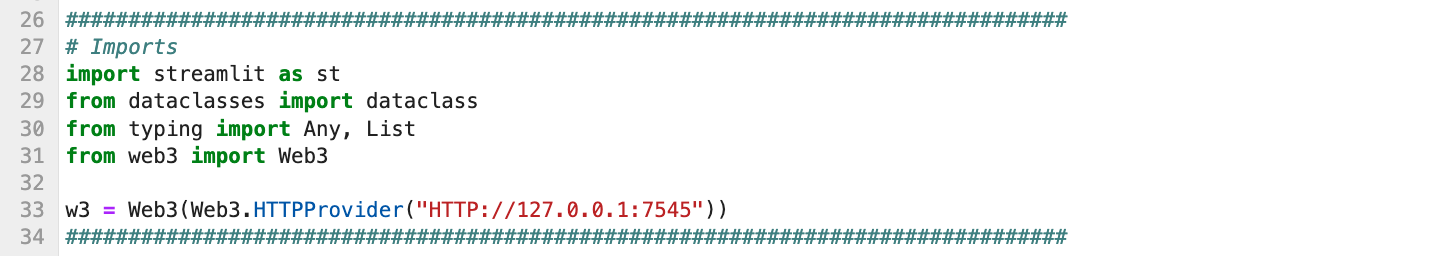 26 ################################################################################
27 # Imports
28 import streamlit as st
29 from dataclasses import dataclass
30 from typing import Any, List
31 from web3 import Web3
32
33 w3 = Web3(Web3.HTTPProvider("HTTP://127.0.0.1:7545"))
34 ################################################################################